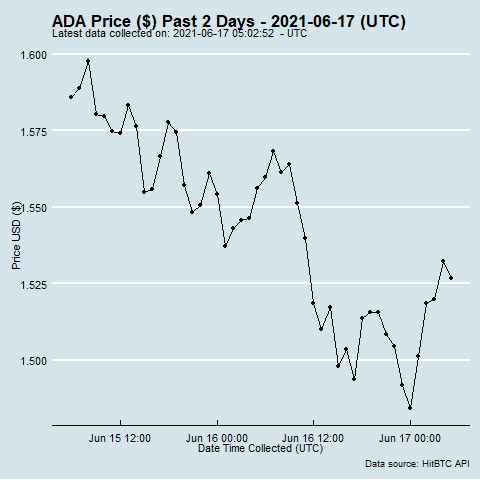 ADA Price ($) Past 2 Days - 2021-06-17 (UTC)
Latest data collected on: 2021-06-17 05:02:52  - UTC
1.600
1.575
1.550
1.525
1.500
Price USD ($)
Jun 15 12:00
Jun 16 00:00
Jun 16 12:00
Jun 17 00:00
Date Time Collected (UTC)
Data source: HitBTC API